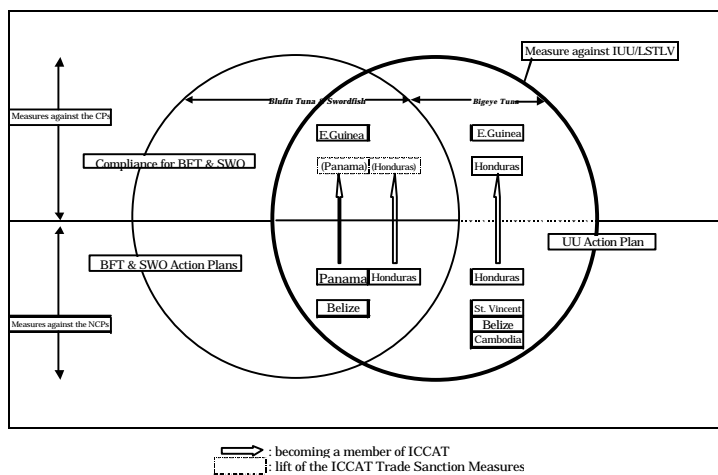 Measure against IUU/LSTLV
Blufin Tuna / Swordfish
Bigeye Tuna
Measures against the CPs
E.Guinea
E.Guinea
Compliance for BFT & SWO
(Panama)
(Honduras)
Honduras
UU Action Plan
BFT & SWO Action Plans
Panama
Honduras
Honduras
Belize
St. Vincent
Belize
Cambodia
Measures against the NCPs
: becoming a member of ICCAT
: lift of the ICCAT Trade Sanction Measures